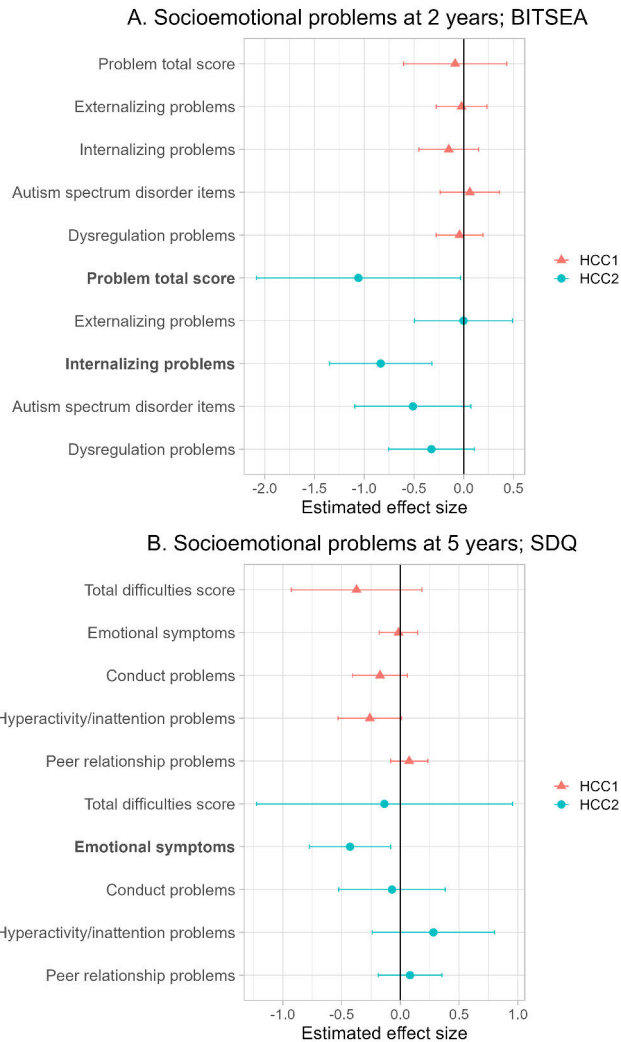 A. Socioemotional problems at 2 years; BITSEA
Problem total score
Externalizing problems
Internalizing problems
Autism spectrum disorder items
Dysregulation problems
Problem total score
Externalizing problems
Internalizing problems
Autism spectrum disorder items
Dysregulation problems
HCC1
HCC2
-2.0 -1.5 -1.0 -0.5 0.0 0.5
Estimated effect size
B. Socioemotional problems at 5 years; SDQ
Total difficulties score
Emotional symptoms
Conduct problems
Hyperactivity/inattention problems
Peer relationship problems
Total difficulties score
Emotional symptoms
Conduct problems
Hyperactivity/inattention problems
Peer relationship problems
HCC1
HCC2
-1.0 -0.5 0.0 0.5 1.0
Estimated effect size